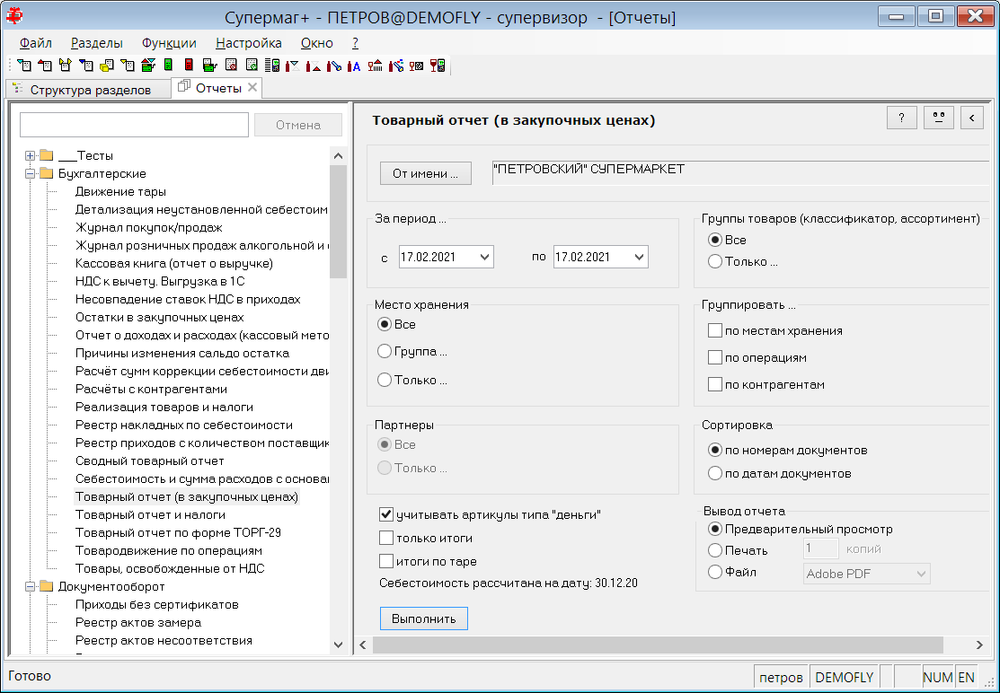 Супермаг+ - ПЕТРОВ@DEMOFLY - супервизор - [Отчеты]
Файл Разделы Функции Настройка Окно ?
Структура разделов Отчеты
Отмена
___Тесты
Бухгалтерские
Движение тары
Детализация неустановленной себестоим
Журнал покупок/продаж
Журнал розничных продаж алкогольной и
Кассовая книга (отчет о выручке)
НДС к вычету. Выгрузка в 1С
Несовпадение ставок НДС в приходах
Остатки в закупочных ценах
Отчет о доходах и расходах (кассовый мето
Причины изменения сальдо остатка
Расчёт сумм коррекции себестоимости дви
Расчёты с контрагентами
Реализация товаров и налоги
Реестр накладных по себестоимости
Реестр приходов с количеством поставщик
Сводный товарный отчет
Себестоимость и сумма расходов с основа
Товарный отчет (в закупочных ценах)
Товарный отчет и налоги
Товарный отчет по форме ТОРГ-29
Товародвижение по операциям
Товары, освобожденные от НДС
Документооборот
Приходы без сертификатов
Реестр актов замера
Реестр актов несоответствия
Товарный отчет (в закупочных ценах)
? <
От имени ... "ПЕТРОВСКИЙ" СУПЕРМАРКЕТ
За период ...
с 17.02.2021 по 17.02.2021
Место хранения
Все
Группа ...
Только ...
Партнеры
Все
Только ...
учитывать артикулы типа "деньги"
только итоги
итоги по таре
Себестоимость рассчитана на дату: 30.12.20
Выполнить
Группы товаров (классификатор, ассортимент)
Все
Только ...
Группировать ...
по местам хранения
по операциям
по контрагентам
Сортировка
по номерам документов
по датам документов
Вывод отчета
Предварительный просмотр
Печать 1 копий
Файл Adobe PDF
Готово петров DEMOFLY NUM EN